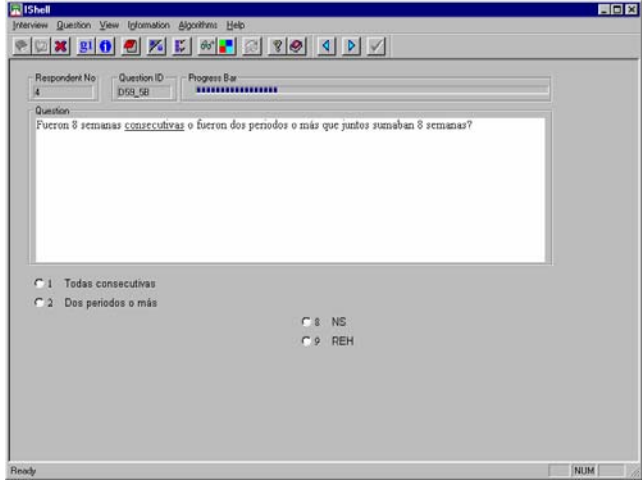 IShell
Interview Question View Information Algorithms Help
Respondent No
4
Question ID
D59_5B
Progress Bar
Question
Fueron 8 semanas consecutivas o fueron dos periodos o más que juntos sumaban 8 semanas?
1 Todas consecutivas
2 Dos periodos o más
8 NS
9 REH
Ready
NUM